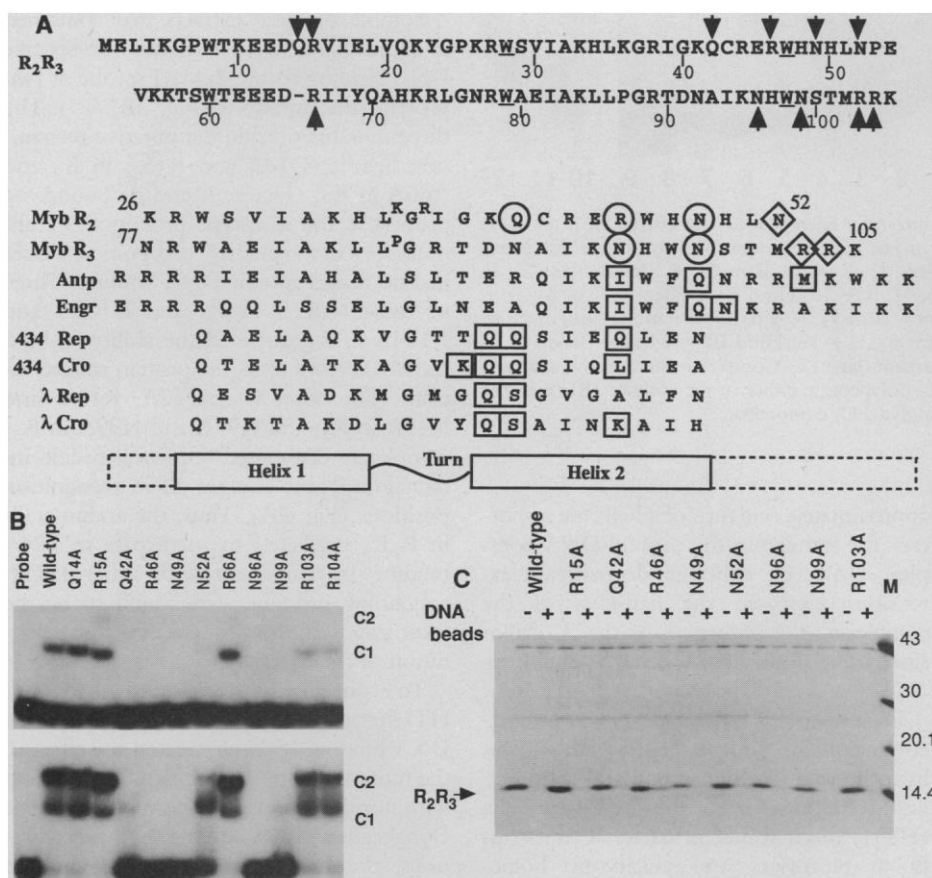 A
R₂R₃
MELIKGPWTKEEDQRVIELVQKYGPKRWSVIAKHLKGRIGKQCRERWHNHLNPE
10 20 30 40 50
VKKTSWTEEED-RIIYQAHKRLGNRWAEIAKLLPGRTDNAIKNHWNSTMRRK
60 70 80 90 100
26 52
Myb R₂ K R W S V I A K H L K G R I G K Q C R E R W H N H L N
77 105
Myb R₃ N R W A E I A K L L P G R T D N A I K N H W N S T M R R K
Antp R R R R I E I A H A L S L T E R Q I K I W F Q N R R M K W K K
Engr E R R R Q Q L S S E L G L N E A Q I K I W F Q N K R A K I K K
434 Rep Q A E L A Q K V G T T Q Q S I E Q L E N
434 Cro Q T E L A T K A G V K Q Q S I Q L I E A
λ Rep Q E S V A D K M G M G Q S G V G A L F N
λ Cro Q T K T A K D L G V Y Q S A I N K A I H
Helix 1 Turn Helix 2
B
Probe Wild-type Q14A R15A Q42A R46A N49A N52A R66A N96A N99A R103A R104A
C2
C1
C2
C1
C
Wild-type R15A Q42A R46A N49A N52A N96A N99A R103A M
DNA beads - + - + - + - + - + - + - + - + - +
43
30
20.1
14.4
R₂R₃